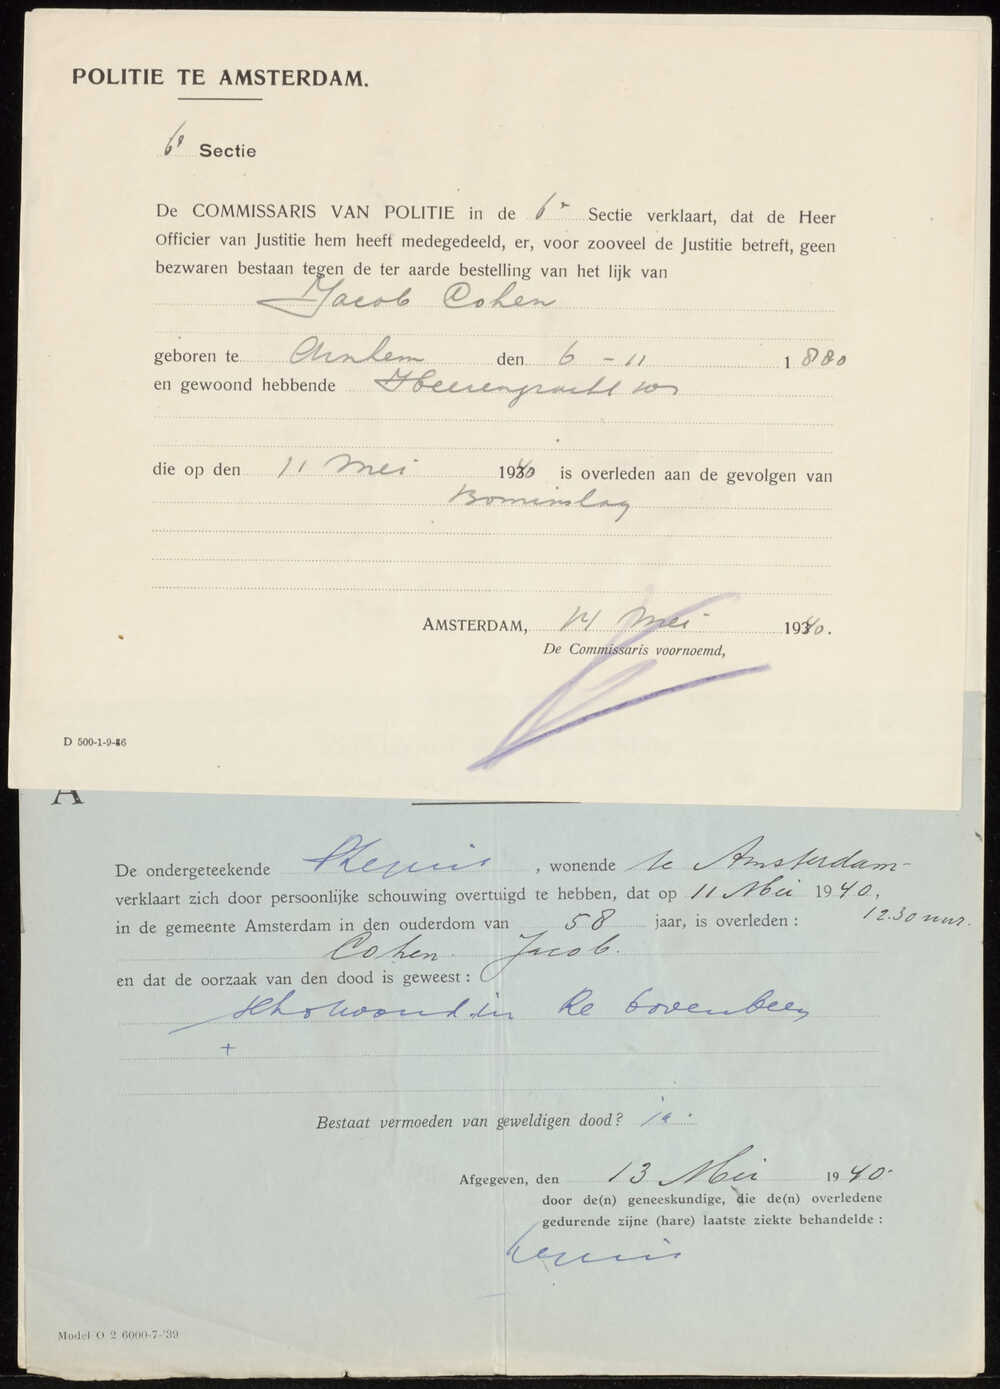 POLITIE TE AMSTERDAM.
6e Sectie
De COMMISSARIS VAN POLITIE in de 6e Sectie verklaart, dat de Heer
Officier van Justitie hem heeft medegedeeld, er, voor zooveel de Justitie betreft, geen
bezwaren bestaan tegen de ter aarde bestelling van het lijk van
Jacob Cohen
geboren te Arnhem den 6 - 11 1880
en gewoond hebbende Heerengracht
die op den 11 Mei 1940 is overleden aan de gevolgen van
Bominslag
AMSTERDAM, 14 Mei 1940.
De Commissaris voornoemd,
D 500-1-9-36
A
De ondergeteekende , wonende te Amsterdam
verklaart zich door persoonlijke schouwing overtuigd te hebben, dat op 11 Mei 1940,
12.30 uur.
in de gemeente Amsterdam in den ouderdom van 58 jaar, is overleden :
Cohen. Jacob.
en dat de oorzaak van den dood is geweest :
in Re bovenbeen
+
Bestaat vermoeden van geweldigen dood? ja.
Afgegeven, den 13 Mei 1940
door de(n) geneeskundige, die de(n) overledene
gedurende zijne (hare) laatste ziekte behandelde :
Model O 2 6000-7-'39